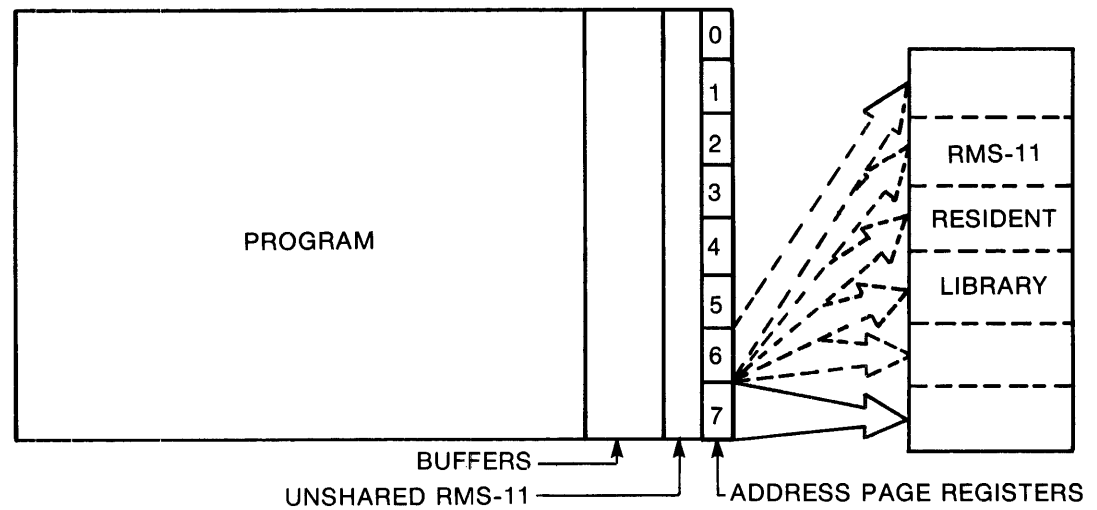 0
1
2
3
4
5
6
7
PROGRAM
RMS-11
RESIDENT
LIBRARY
BUFFERS
UNSHARED RMS-11
ADDRESS PAGE REGISTERS